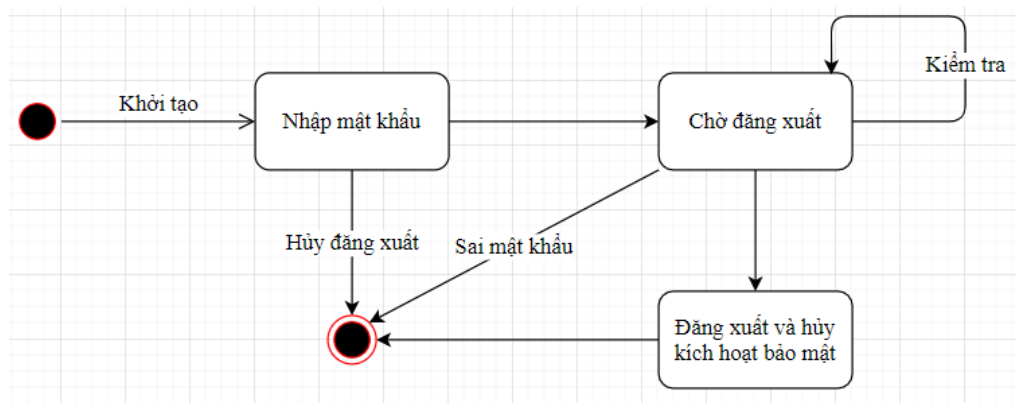 Kiểm tra
Khởi tạo
Nhập mật khẩu
Chờ đăng xuất
Hủy đăng xuất
Sai mật khẩu
Đăng xuất và hủy
kích hoạt bảo mật